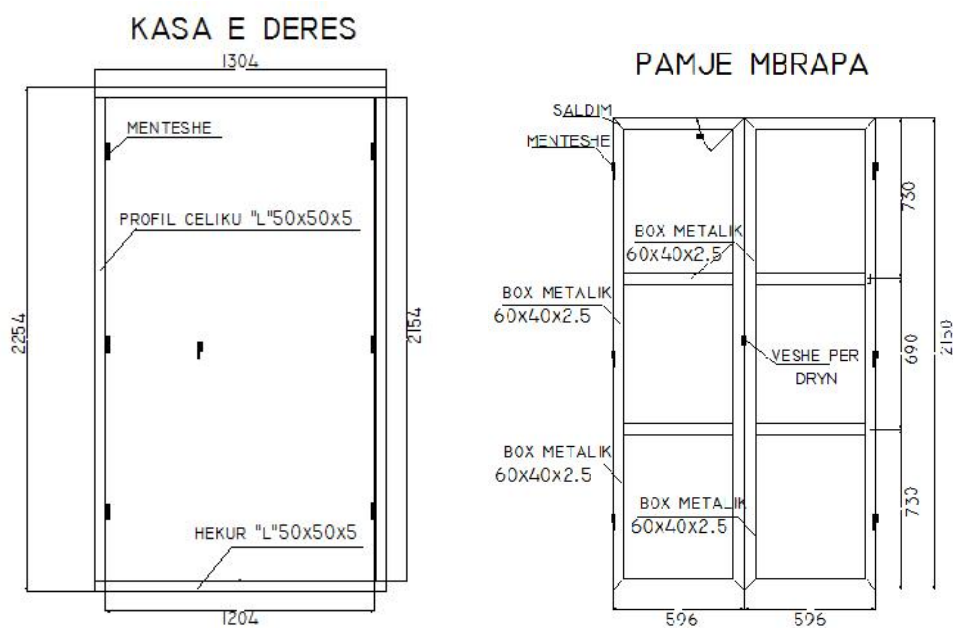 KASA E DERES
1304
MENTESHE
PROFIL CELIKU "L"50x50x5
2254
2154
HEKUR "L"50x50x5
1204
PAMJE MBRAPA
SALDIM
MENTESHE
BOX METALIK
60x40x2.5
BOX METALIK
60x40x2.5
VESHE PER
DRYN
BOX METALIK
60x40x2.5
BOX METALIK
60x40x2.5
730
690
730
2150
596
596